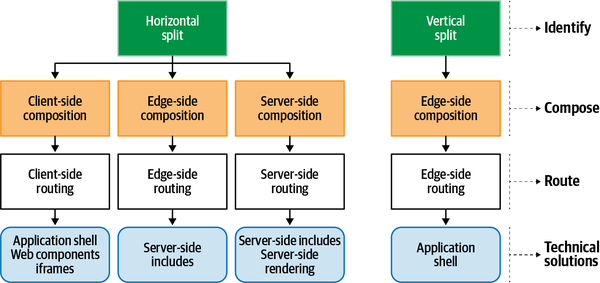 Horizontal
split
Vertical
split
Identify
Client-side
composition
Edge-side
composition
Server-side
composition
Edge-side
composition
Compose
Client-side
routing
Edge-side
routing
Server-side
routing
Edge-side
routing
Route
Application shell
Web components
iframes
Server-side
includes
Server-side includes
Server-side
rendering
Application
shell
Technical
solutions